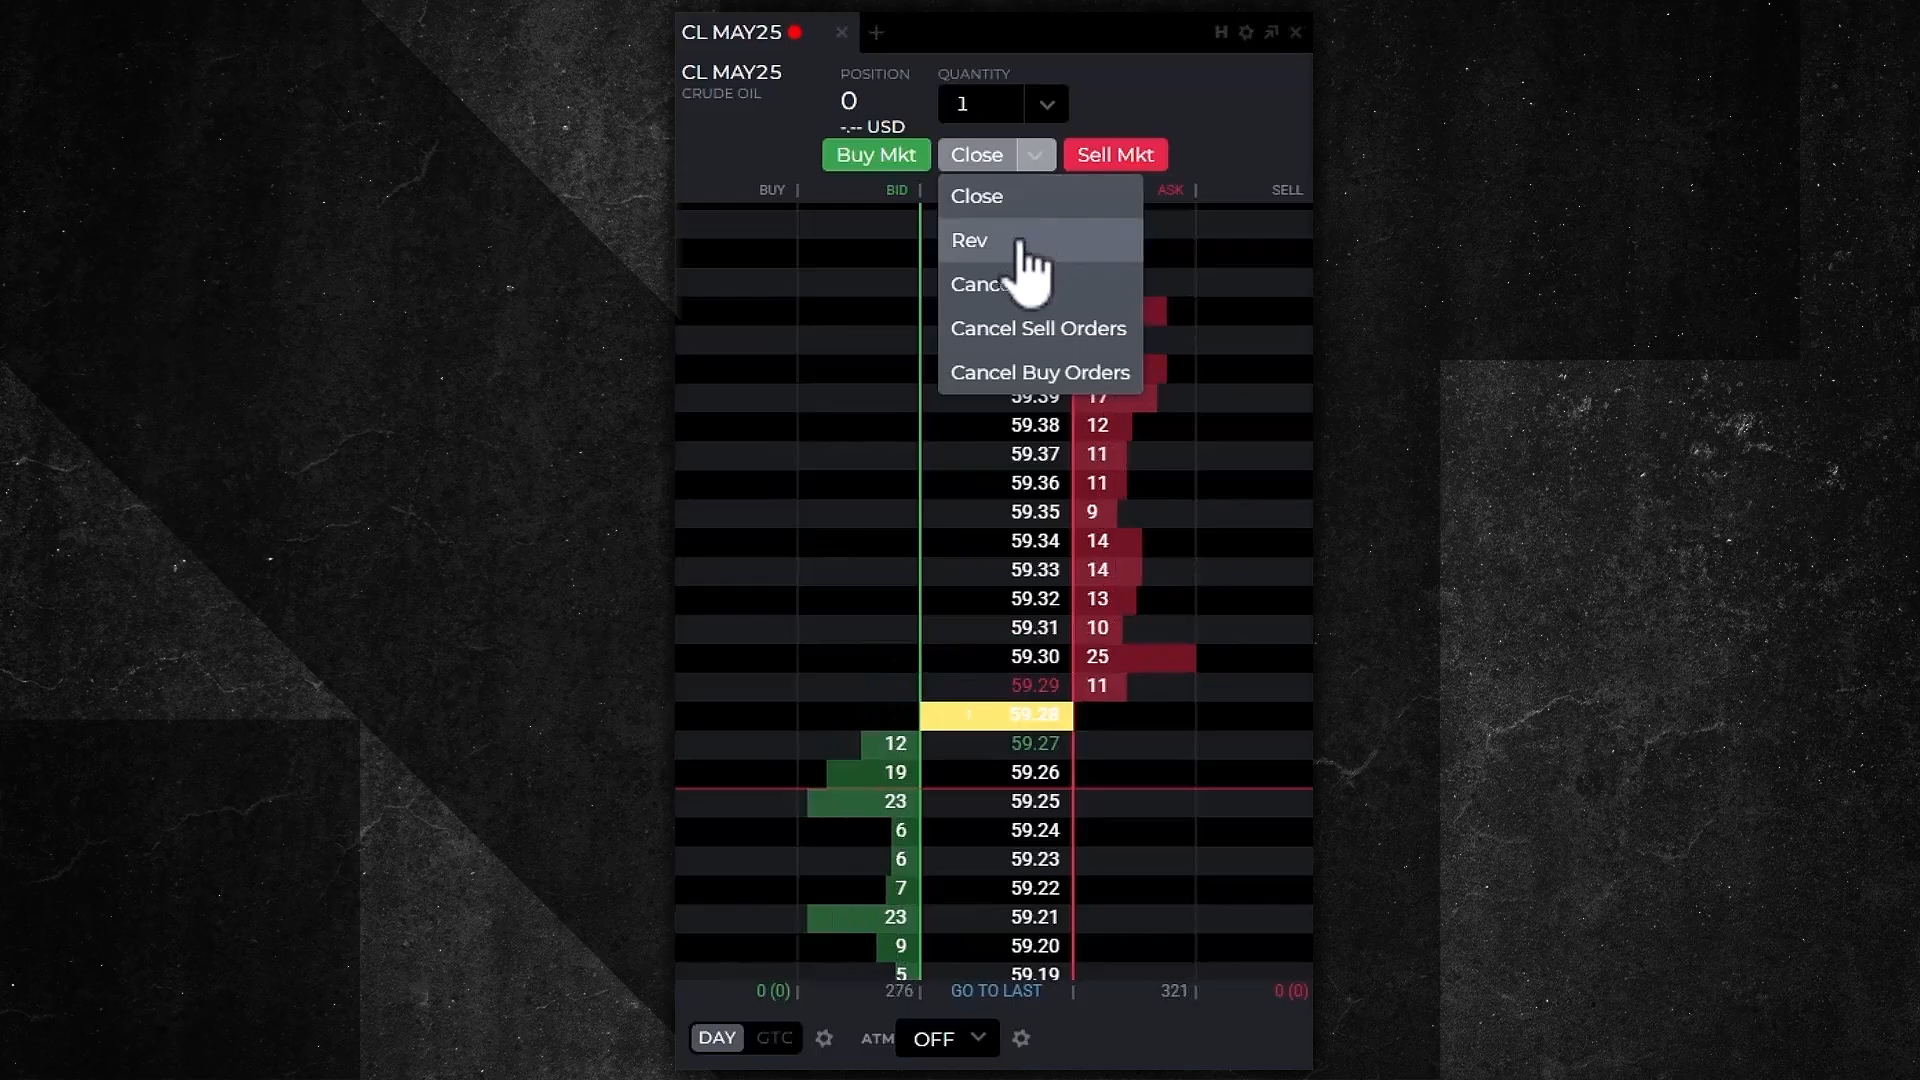 CL MAY25
H
CL MAY25 POSITION QUANTITY
CRUDE OIL 0 1
-.-- USD
Buy Mkt Close Sell Mkt
BUY BID ASK SELL
Close
Rev
Cancel Sell Orders
Cancel Buy Orders
59.39 17
59.38 12
59.37 11
59.36 11
59.35 9
59.34 14
59.33 14
59.32 13
59.31 10
59.30 25
59.29 11
59.28
12 59.27
19 59.26
23 59.25
6 59.24
6 59.23
7 59.22
23 59.21
9 59.20
5 59.19
0 (0) 276 GO TO LAST 321 0 (0)
DAY GTC ATM OFF